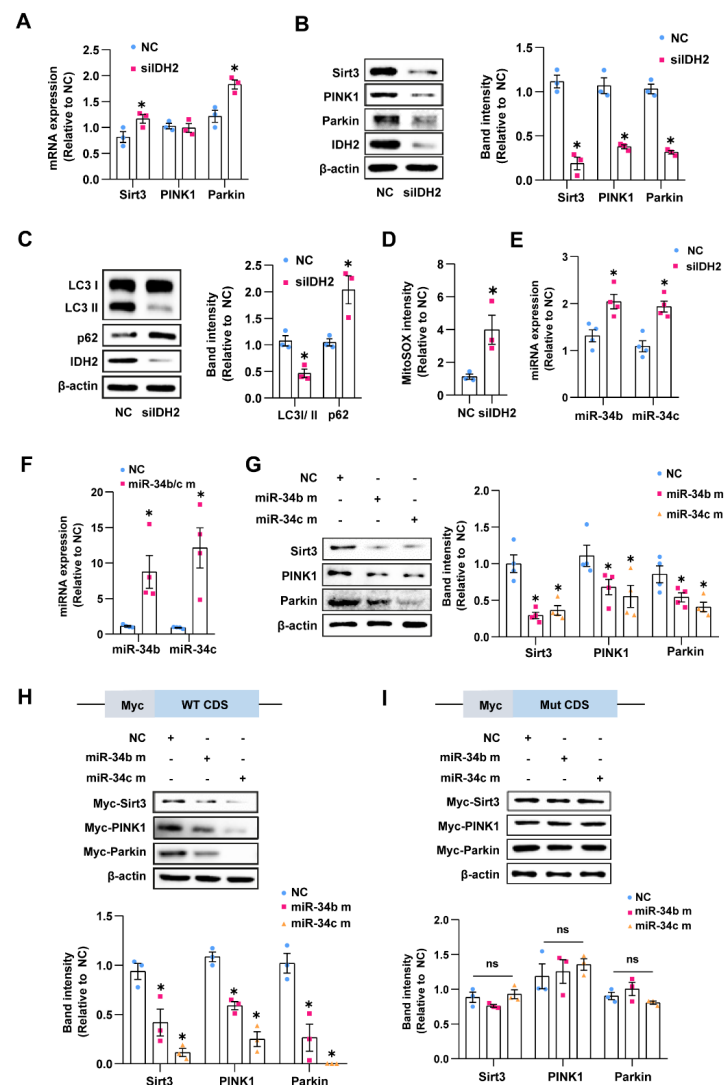 A
NC
siIDH2
mRNA expression
(Relative to NC)
2.5
2.0
1.5
1.0
0.5
0.0
*
*
Sirt3 PINK1 Parkin
B
Sirt3
PINK1
Parkin
IDH2
β-actin
NC siIDH2
NC
siIDH2
Band intensity
(Relative to NC)
1.5
1.0
0.5
0.0
* * *
Sirt3 PINK1 Parkin
C
LC3 I
LC3 II
p62
IDH2
β-actin
NC siIDH2
NC
siIDH2
Band intensity
(Relative to NC)
2.5
2.0
1.5
1.0
0.5
0.0
* *
LC3I/ II p62
D
MitoSOX intensity
(Relative to NC)
8
6
4
2
0
*
NC siIDH2
E
NC
siIDH2
miRNA expression
(Relative to NC)
3
2
1
0
* *
miR-34b miR-34c
F
NC
miR-34b/c m
miRNA expression
(Relative to NC)
20
15
10
5
0
* *
miR-34b miR-34c
G
NC + - -
miR-34b m - + -
miR-34c m - - +
Sirt3
PINK1
Parkin
β-actin
NC
miR-34b m
miR-34c m
Band intensity
(Relative to NC)
2.0
1.5
1.0
0.5
0.0
* * * * * *
Sirt3 PINK1 Parkin
H
Myc WT CDS
NC + - -
miR-34b m - + -
miR-34c m - - +
Myc-Sirt3
Myc-PINK1
Myc-Parkin
β-actin
NC
miR-34b m
miR-34c m
Band intensity
(Relative to NC)
1.5
1.0
0.5
0.0
* * * * * *
Sirt3 PINK1 Parkin
I
Myc Mut CDS
NC + - -
miR-34b m - + -
miR-34c m - - +
Myc-Sirt3
Myc-PINK1
Myc-Parkin
β-actin
NC
miR-34b m
miR-34c m
Band intensity
(Relative to NC)
2.0
1.5
1.0
0.5
0.0
ns ns ns
Sirt3 PINK1 Parkin